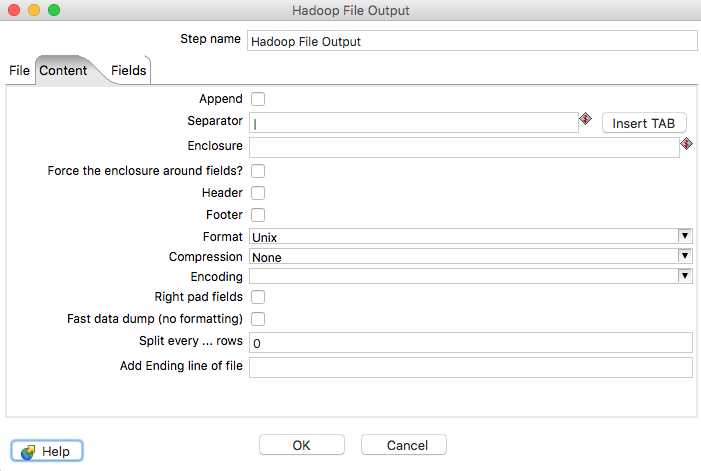 Hadoop File Output
Step name Hadoop File Output
File Content Fields
Append
Separator | Insert TAB
Enclosure
Force the enclosure around fields?
Header
Footer
Format Unix
Compression None
Encoding
Right pad fields
Fast data dump (no formatting)
Split every ... rows 0
Add Ending line of file
Help OK Cancel